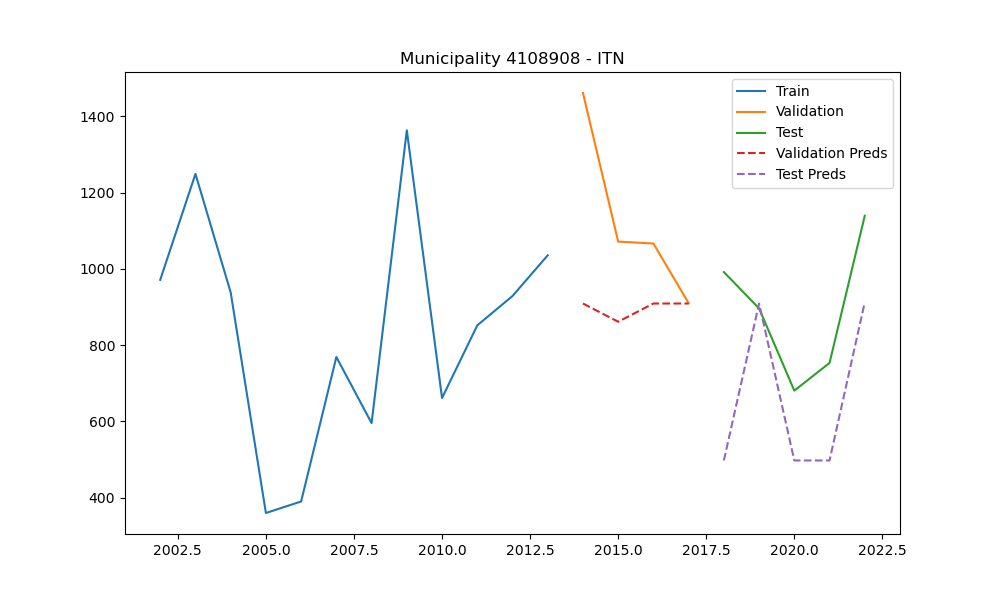 Municipality 4108908 - ITN
Train
Validation
Test
Validation Preds
Test Preds
1400
1200
1000
800
600
400
2002.5 2005.0 2007.5 2010.0 2012.5 2015.0 2017.5 2020.0 2022.5